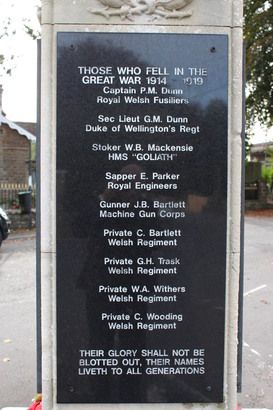 THOSE WHO FELL IN THE
GREAT WAR 1914 - 1919
Captain P.M. Dunn
Royal Welsh Fusiliers
Sec Lieut G.M. Dunn
Duke of Wellington's Regt
Stoker W.B. Mackensie
HMS "GOLIATH"
Sapper E. Parker
Royal Engineers
Gunner J.B. Bartlett
Machine Gun Corps
Private C. Bartlett
Welsh Regiment
Private G.H. Trask
Welsh Regiment
Private W.A. Withers
Welsh Regiment
Private C. Wooding
Welsh Regiment
THEIR GLORY SHALL NOT BE
BLOTTED OUT, THEIR NAMES
LIVETH TO ALL GENERATIONS